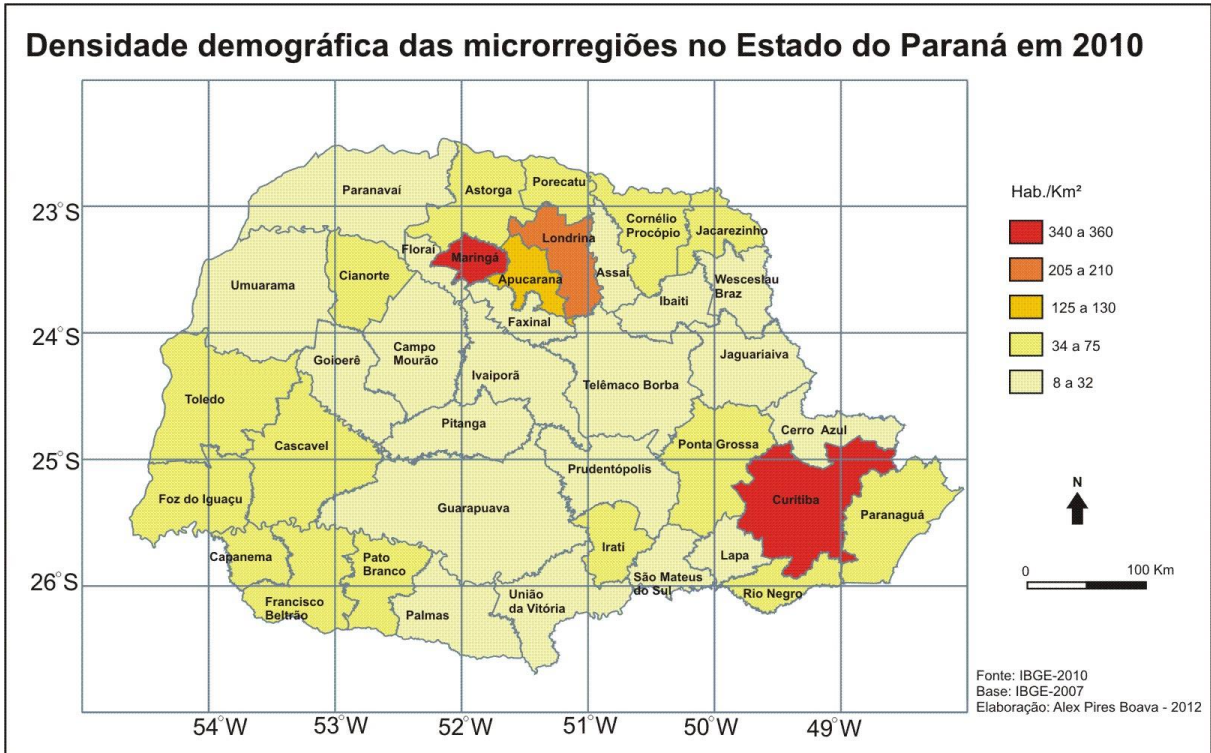 Densidade demográfica das microrregiões no Estado do Paraná em 2010
Paranavaí
Astorga
Porecatu
23°S
Cornélio
Procópio
Jacarezinho
Londrina
Floraí
Maringá
Assaí
Cianorte
Apucarana
Umuarama
Wesceslau
Braz
Ibaiti
Faxinal
24°S
Campo
Mourão
Goioerê
Jaguariaiva
Ivaiporã
Telêmaco Borba
Toledo
Pitanga
Cerro Azul
Cascavel
Ponta Grossa
25°S
Prudentópolis
Foz do Iguaçu
Curitiba
Guarapuava
Paranaguá
Irati
Capanema
Pato
Branco
Lapa
26°S
São Mateus
do Sul
Rio Negro
Francisco
Beltrão
União
da Vitória
Palmas
54°W
53°W
52°W
51°W
50°W
49°W
Hab./Km²
340 a 360
205 a 210
125 a 130
34 a 75
8 a 32
N
0 100 Km
Fonte: IBGE-2010
Base: IBGE-2007
Elaboração: Alex Pires Boava - 2012